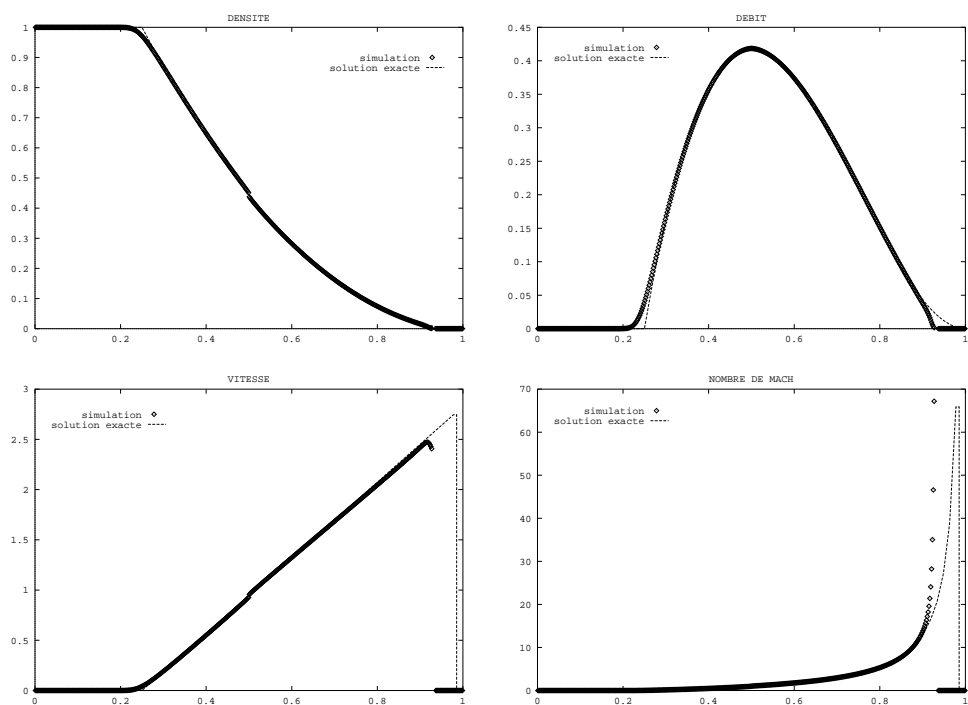 DENSITE
simulation
solution exacte
1
0.9
0.8
0.7
0.6
0.5
0.4
0.3
0.2
0.1
0
0 0.2 0.4 0.6 0.8 1
DEBIT
simulation
solution exacte
0.45
0.4
0.35
0.3
0.25
0.2
0.15
0.1
0.05
0
0 0.2 0.4 0.6 0.8 1
VITESSE
simulation
solution exacte
3
2.5
2
1.5
1
0.5
0
0 0.2 0.4 0.6 0.8 1
NOMBRE DE MACH
simulation
solution exacte
70
60
50
40
30
20
10
0
0 0.2 0.4 0.6 0.8 1